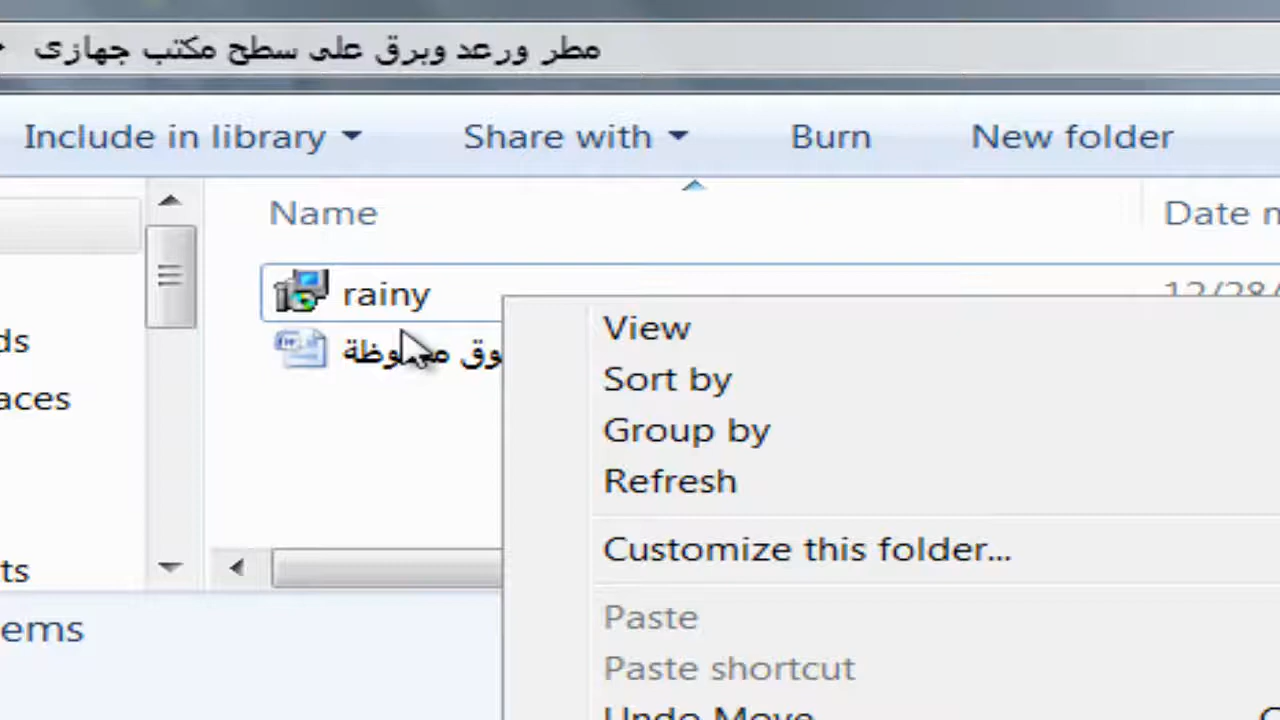 مطر ورعد وبرق على سطح مكتب جهازى
Include in library Share with Burn New folder
Name Date
rainy
View
Sort by
Group by
Refresh
Customize this folder...
Paste
Paste shortcut
Undo Move